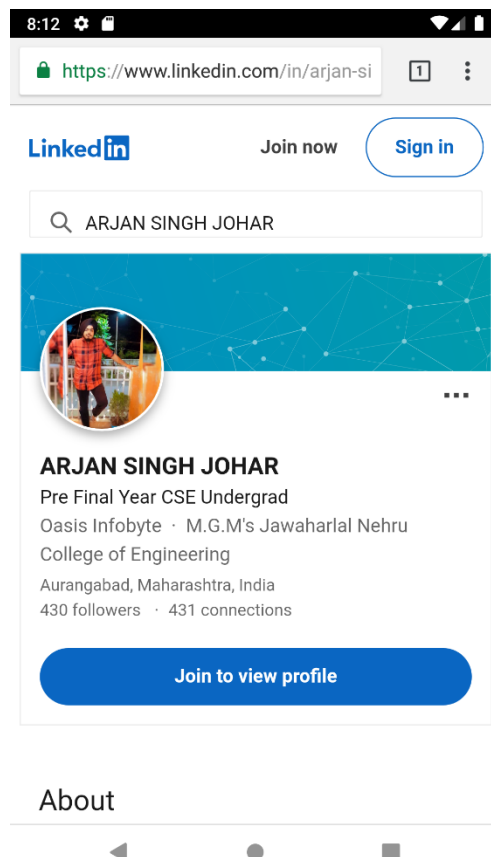 8:12
https://www.linkedin.com/in/arjan-si
1
Linked in
Join now
Sign in
ARJAN SINGH JOHAR
ARJAN SINGH JOHAR
Pre Final Year CSE Undergrad
Oasis Infobyte · M.G.M's Jawaharlal Nehru
College of Engineering
Aurangabad, Maharashtra, India
430 followers · 431 connections
Join to view profile
About